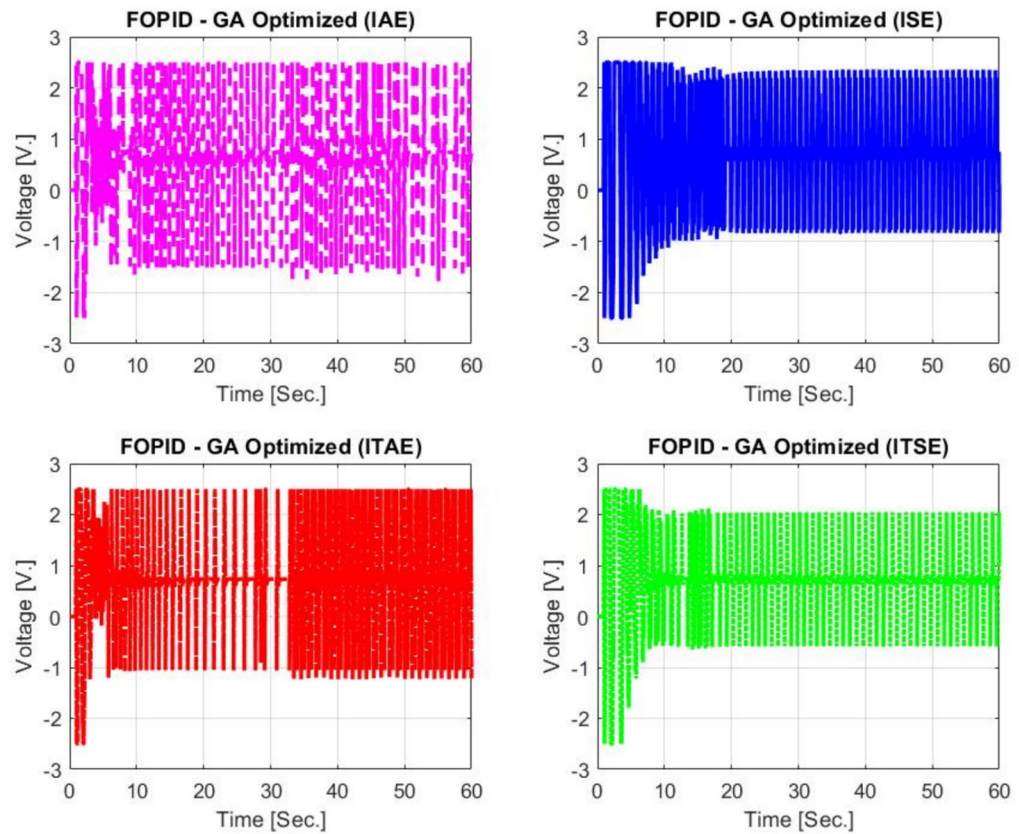 FOPID - GA Optimized (IAE)
3
2
1
0
-1
-2
-3
Voltage [V.]
0 10 20 30 40 50 60
Time [Sec.]
FOPID - GA Optimized (ISE)
3
2
1
0
-1
-2
-3
Voltage [V.]
0 10 20 30 40 50 60
Time [Sec.]
FOPID - GA Optimized (ITAE)
3
2
1
0
-1
-2
-3
Voltage [V.]
0 10 20 30 40 50 60
Time [Sec.]
FOPID - GA Optimized (ITSE)
3
2
1
0
-1
-2
-3
Voltage [V.]
0 10 20 30 40 50 60
Time [Sec.]